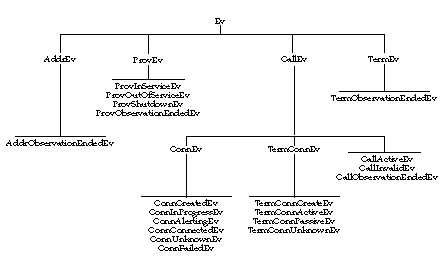 Ev
AddrEv
ProvEv
CallEv
TermEv
ProvInServiceEv
ProvOutOfServiceEv
ProvShutdownEv
ProvObservationEndedEv
TermObservationEndedEv
AddrObservationEndedEv
ConnEv
TermConnEv
CallActiveEv
CallInvalidEv
CallObservationEndedEv
ConnCreatedEv
ConnInProgressEv
ConnAlertingEv
ConnConnectedEv
ConnUnknownEv
ConnFailedEv
TermConnCreatedEv
TermConnActiveEv
TermConnPassiveEv
TermConnUnknownEv